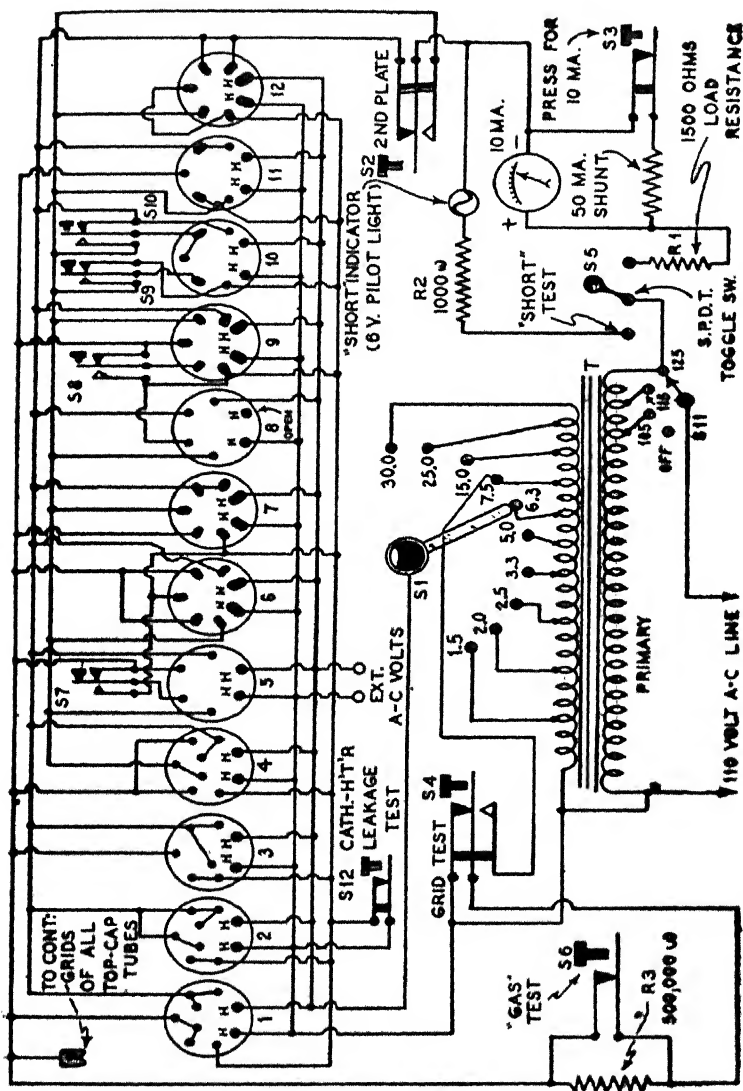 TO CONT.
GRIDS
OF ALL
TOP-CAP
TUBES
1
2
3
4
5
6
7
8
9
10
11
12
H H
H H
H H
H H
H H
H H
H H
H H
H H
H H
H H
H H
OPEN
S7
S8
S9
S10
EXT.
A-C VOLTS
S12 CATH.-H'T'R
LEAKAGE
TEST
"SHORT" INDICATOR
(6 V. PILOT LIGHT)
S2 2ND PLATE
R2
1000 ω
"SHORT"
TEST
10 MA.
+
-
PRESS FOR
10 MA.
S3
50 MA.
SHUNT
1500 OHMS
LOAD
RESISTANCE
R1
S5
S.P.D.T.
TOGGLE SW.
S1
30.0
25.0
15.0
7.5
6.3
5.0
3.3
2.5
2.0
1.5
T
PRIMARY
125
115
105
OFF
S11
110 VOLT A-C LINE
GRID TEST
S4
"GAS"
TEST
S6
R3
500,000 ω